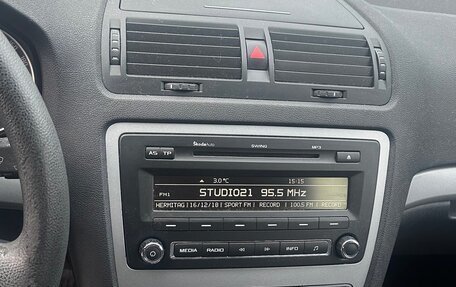 ŠkodaAuto SWING MP3
AS TP
3.0°C 15:15
FM1 STUDIO21 95.5 MHz
HERMITAG|16/12/18|SPORT FM|RECORD|100.5 FM|RECORD
MEDIA RADIO INFO